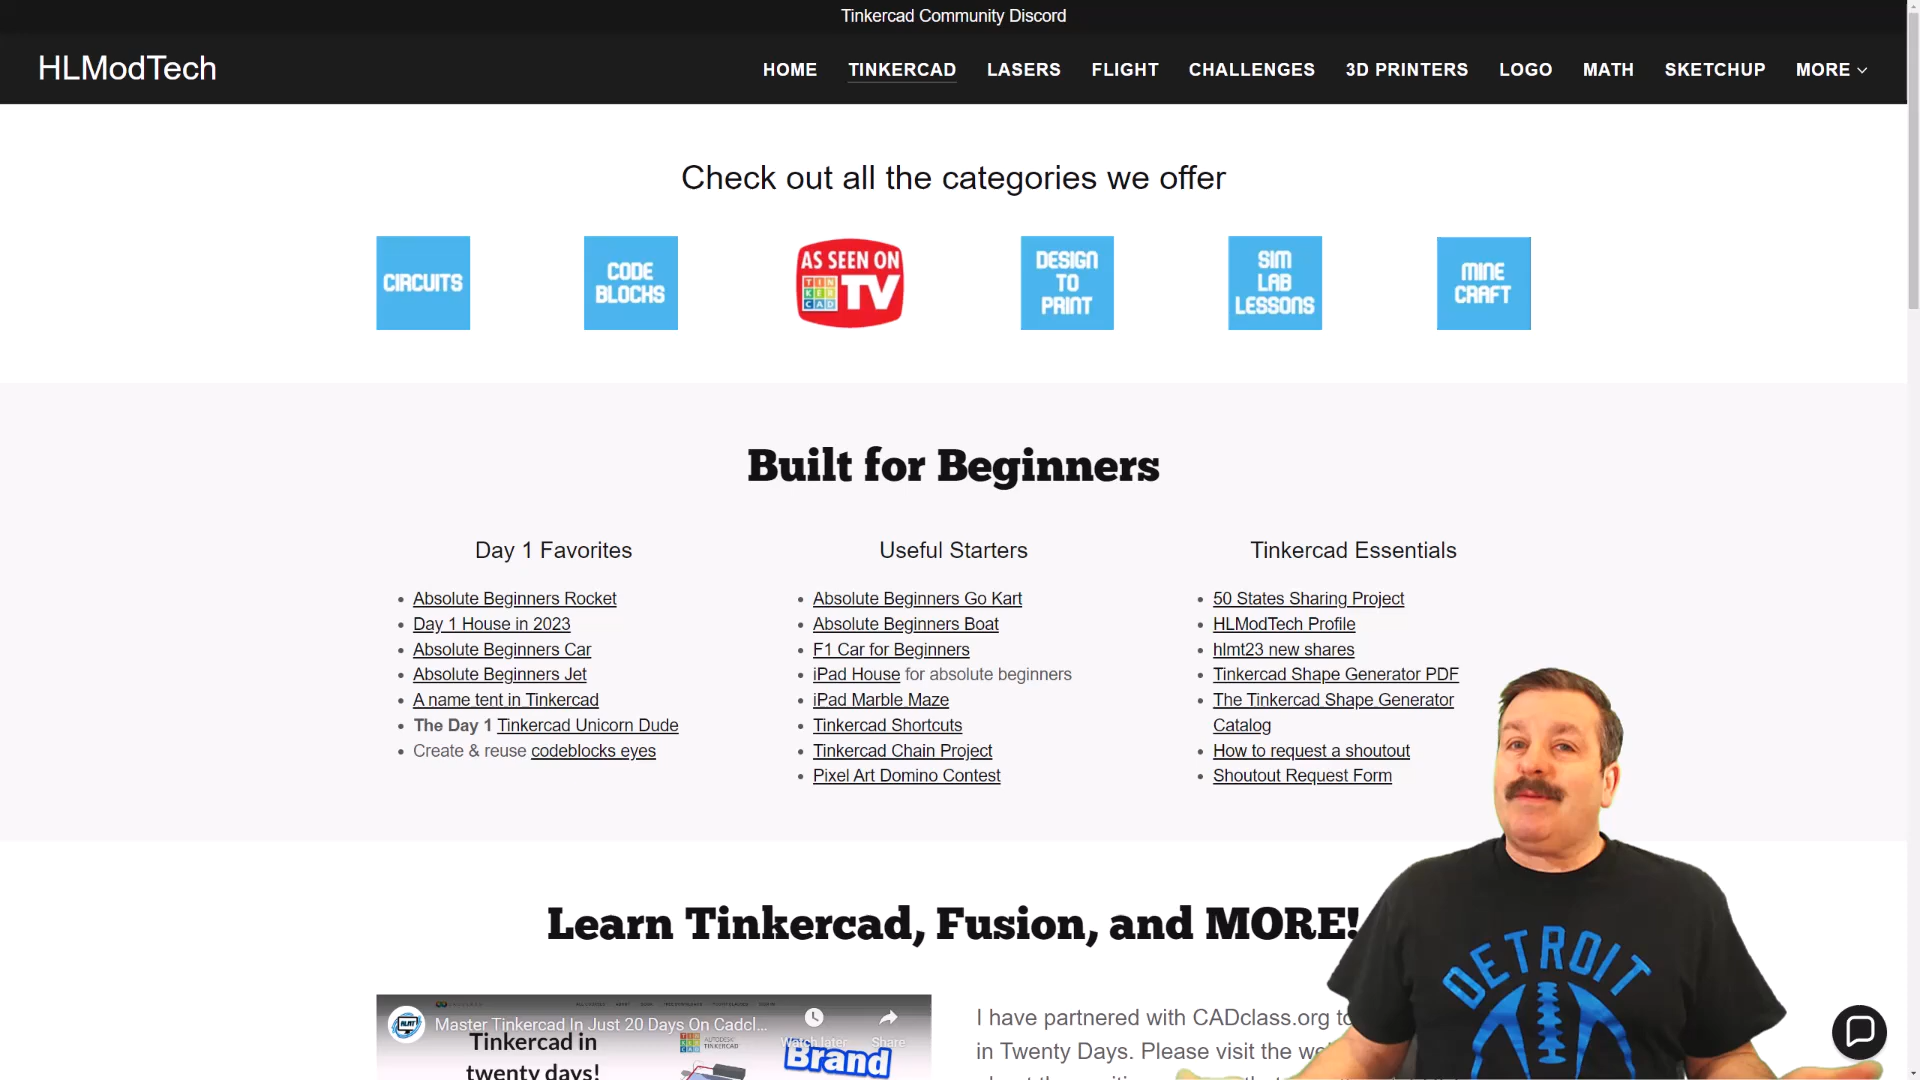 Tinkercad Community Discord
HLModTech
HOME TINKERCAD LASERS FLIGHT CHALLENGES 3D PRINTERS LOGO MATH SKETCHUP MORE
Check out all the categories we offer
CIRCUITS
CODE
BLOCKS
AS SEEN ON
TIN
KER
CAD
TV
DESIGN
TO
PRINT
SIM
LAB
LESSONS
MINE
CRAFT
Built for Beginners
Day 1 Favorites
Absolute Beginners Rocket
Day 1 House in 2023
Absolute Beginners Car
Absolute Beginners Jet
A name tent in Tinkercad
The Day 1 Tinkercad Unicorn Dude
Create & reuse codeblocks eyes
Useful Starters
Absolute Beginners Go Kart
Absolute Beginners Boat
F1 Car for Beginners
iPad House for absolute beginners
iPad Marble Maze
Tinkercad Shortcuts
Tinkercad Chain Project
Pixel Art Domino Contest
Tinkercad Essentials
50 States Sharing Project
HLModTech Profile
hlmt23 new shares
Tinkercad Shape Generator PDF
The Tinkercad Shape Generator
Catalog
How to request a shoutout
Shoutout Request Form
Learn Tinkercad, Fusion, and MORE!
HLMT
Master Tinkercad In Just 20 Days On Cadcl...
Watch later
Share
Tinkercad in
twenty days!
AUTODESK
TINKERCAD
Brand
I have partnered with CADclass.org to
in Twenty Days. Please visit the we
DETROIT